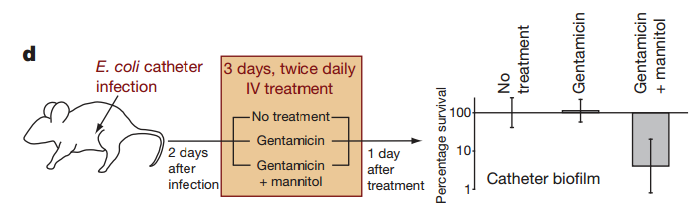 d
E. coli catheter
infection
3 days, twice daily
IV treatment
No treatment
Gentamicin
Gentamicin
+ mannitol
2 days
after
infection
1 day
after
treatment
Percentage survival
100
10
1
No
treatment
Gentamicin
Gentamicin
+ mannitol
Catheter biofilm